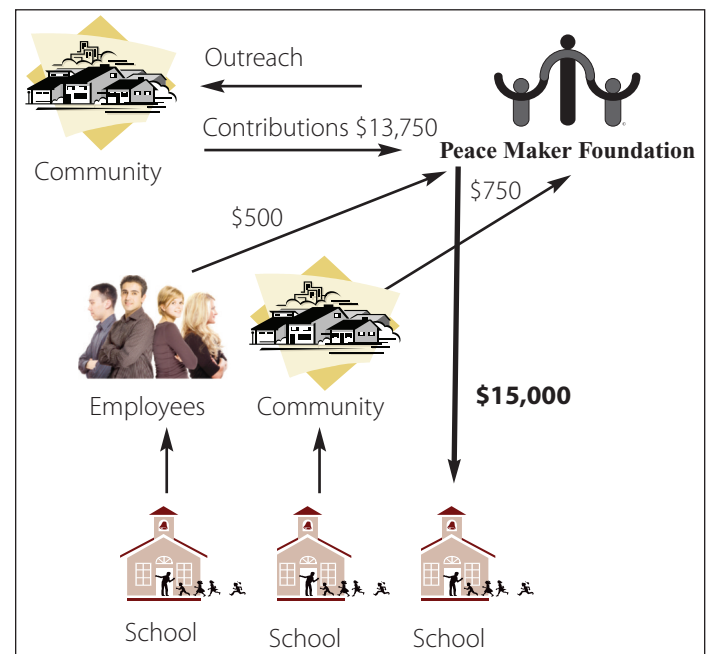 Outreach
Contributions $13,750
Community
Peace Maker Foundation
$500
$750
Employees
Community
$15,000
School
School
School